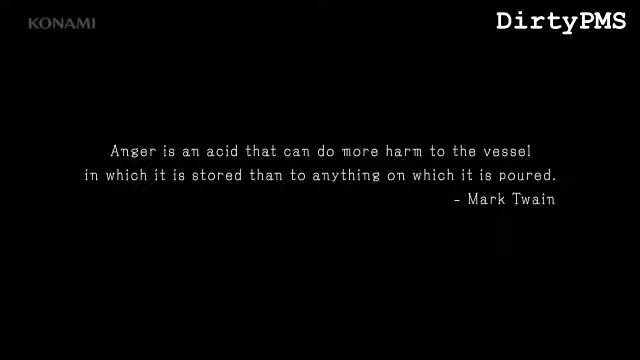 KONAMI
DirtyPMS
Anger is an acid that can do more harm to the vessel
in which it is stored than to anything on which it is poured.
- Mark Twain